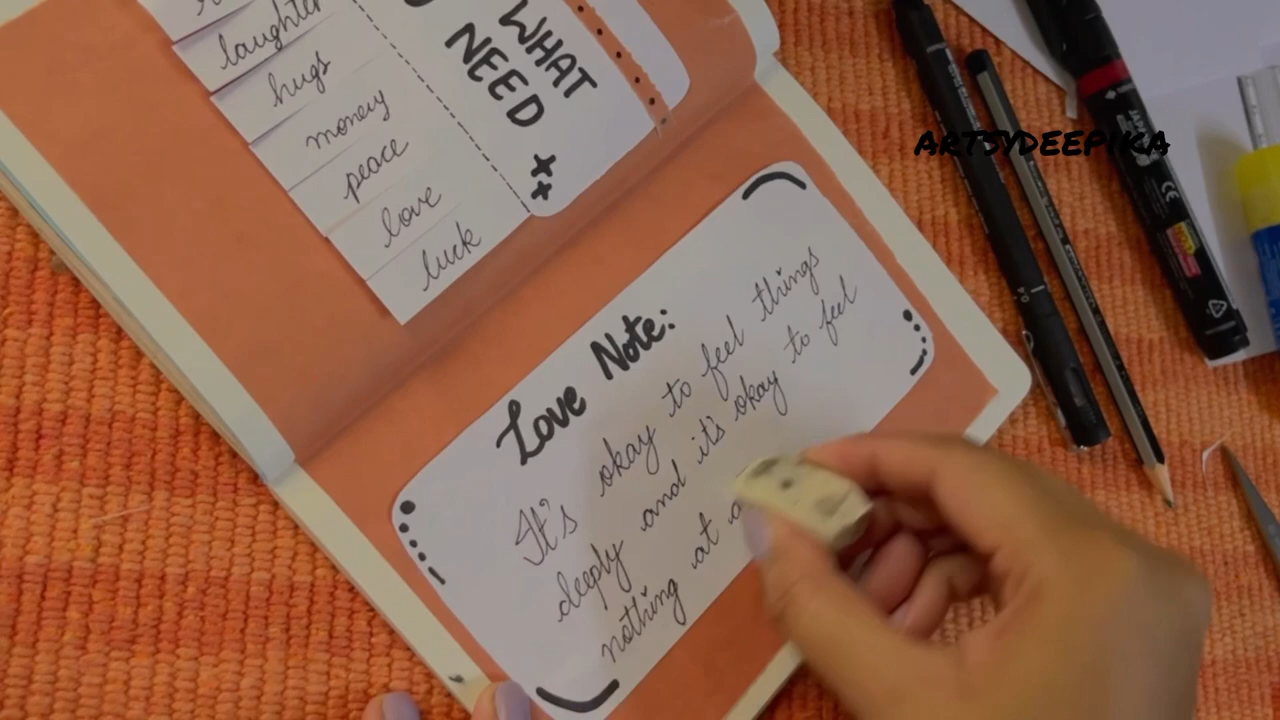 laughter
hugs
money
peace
love
luck
WHAT
NEED
ARTSYDEEPIKA
Love Note:
It's okay to feel things
deeply and it's okay to feel
nothing at